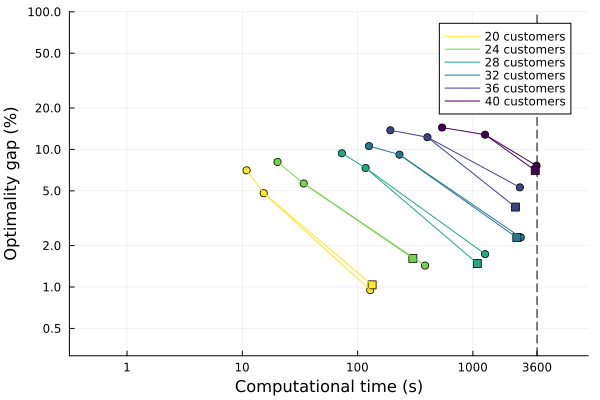 100.0
50.0
20.0
10.0
5.0
2.0
1.0
0.5
Optimality gap (%)
20 customers
24 customers
28 customers
32 customers
36 customers
40 customers
1
10
100
1000
3600
Computational time (s)